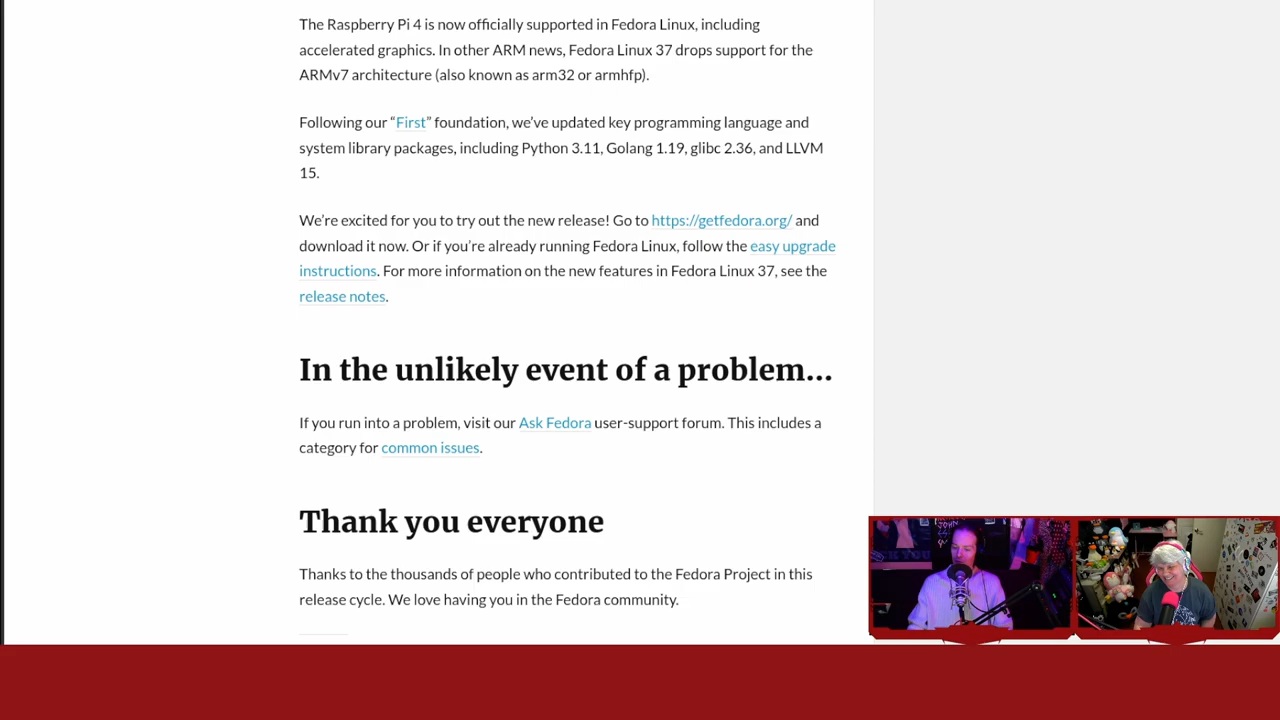 The Raspberry Pi 4 is now officially supported in Fedora Linux, including
accelerated graphics. In other ARM news, Fedora Linux 37 drops support for the
ARMv7 architecture (also known as arm32 or armhfp).
Following our “First” foundation, we’ve updated key programming language and
system library packages, including Python 3.11, Golang 1.19, glibc 2.36, and LLVM
15.
We’re excited for you to try out the new release! Go to https://getfedora.org/ and
download it now. Or if you’re already running Fedora Linux, follow the easy upgrade
instructions. For more information on the new features in Fedora Linux 37, see the
release notes.
In the unlikely event of a problem…
If you run into a problem, visit our Ask Fedora user-support forum. This includes a
category for common issues.
Thank you everyone
Thanks to the thousands of people who contributed to the Fedora Project in this
release cycle. We love having you in the Fedora community.